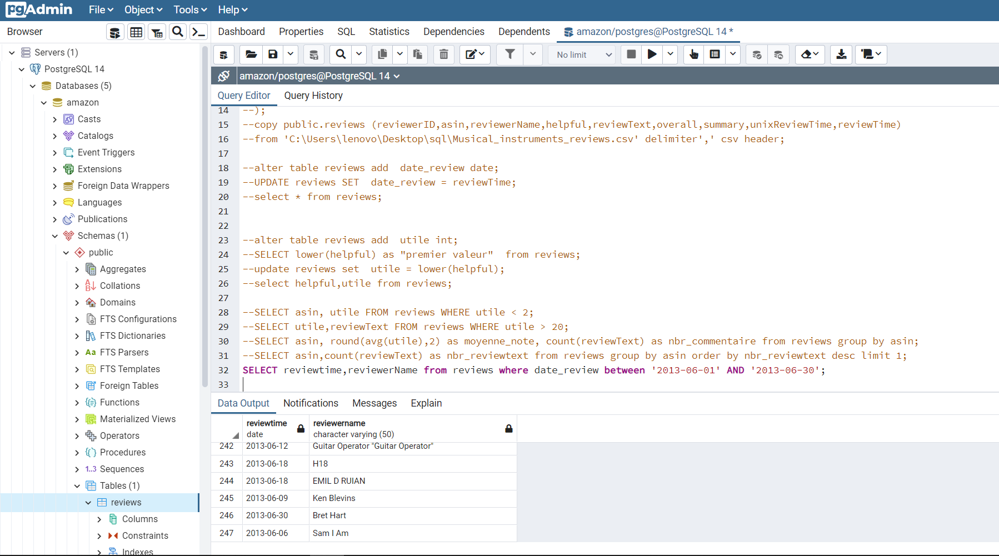 pgAdmin File Object Tools Help
Browser
Dashboard Properties SQL Statistics Dependencies Dependents amazon/postgres@PostgreSQL 14 *
No limit
amazon/postgres@PostgreSQL 14
Query Editor Query History
Servers (1)
PostgreSQL 14
Databases (5)
amazon
Casts
Catalogs
Event Triggers
Extensions
Foreign Data Wrappers
Languages
Publications
Schemas (1)
public
Aggregates
Collations
Domains
FTS Configurations
FTS Dictionaries
Aa FTS Parsers
FTS Templates
Foreign Tables
Functions
Materialized Views
Operators
Procedures
1..3 Sequences
Tables (1)
reviews
Columns
Constraints
Indexes
14 --);
15 --copy public.reviews (reviewerID,asin,reviewerName,helpful,reviewText,overall,summary,unixReviewTime,reviewTime)
16 --from 'C:\Users\lenovo\Desktop\sql\Musical_instruments_reviews.csv' delimiter',' csv header;
17
18 --alter table reviews add  date_review date;
19 --UPDATE reviews SET  date_review = reviewTime;
20 --select * from reviews;
21
22
23 --alter table reviews add  utile int;
24 --SELECT lower(helpful) as "premier valeur"  from reviews;
25 --update reviews set  utile = lower(helpful);
26 --select helpful,utile from reviews;
27
28 --SELECT asin, utile FROM reviews WHERE utile < 2;
29 --SELECT utile,reviewText FROM reviews WHERE utile > 20;
30 --SELECT asin, round(avg(utile),2) as moyenne_note, count(reviewText) as nbr_commentaire from reviews group by asin;
31 --SELECT asin,count(reviewText) as nbr_reviewtext from reviews group by asin order by nbr_reviewtext desc limit 1;
32 SELECT reviewtime,reviewerName from reviews where date_review between '2013-06-01' AND '2013-06-30';
33
Data Output Notifications Messages Explain
reviewtime reviewername
date character varying (50)
242 2013-06-12 Guitar Operator "Guitar Operator"
243 2013-06-18 H18
244 2013-06-18 EMIL D RUIAN
245 2013-06-09 Ken Blevins
246 2013-06-30 Bret Hart
247 2013-06-06 Sam I Am